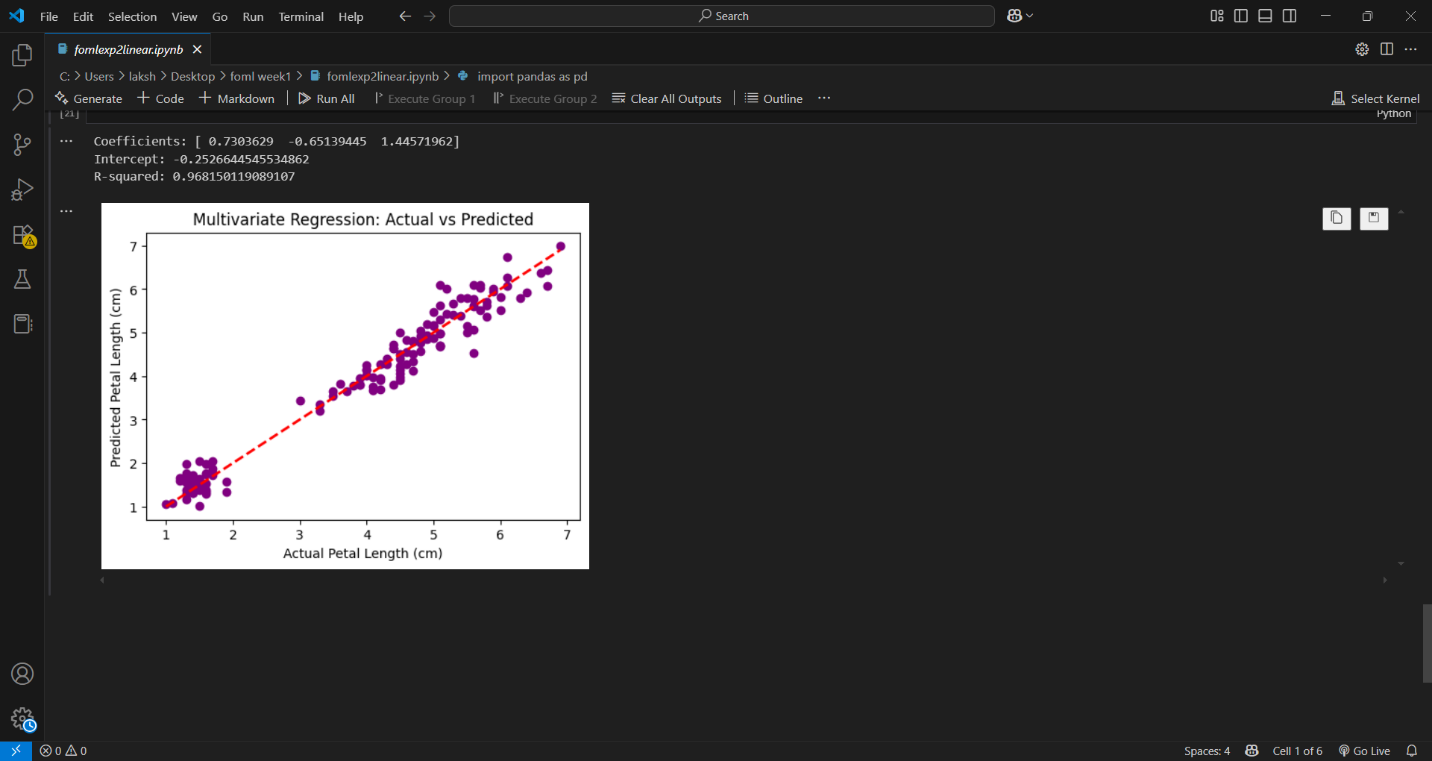 File Edit Selection View Go Run Terminal Help Search
fomlexp2linear.ipynb
C: > Users > laksh > Desktop > foml week1 > fomlexp2linear.ipynb > import pandas as pd
Generate + Code + Markdown Run All Execute Group 1 Execute Group 2 Clear All Outputs Outline ... Select Kernel
[21] Python
... Coefficients: [ 0.7303629  -0.65139445  1.44571962]
Intercept: -0.2526644545534862
R-squared: 0.968150119089107
...
Multivariate Regression: Actual vs Predicted
Predicted Petal Length (cm)
7
6
5
4
3
2
1
1 2 3 4 5 6 7
Actual Petal Length (cm)
0 0 Spaces: 4 Cell 1 of 6 Go Live